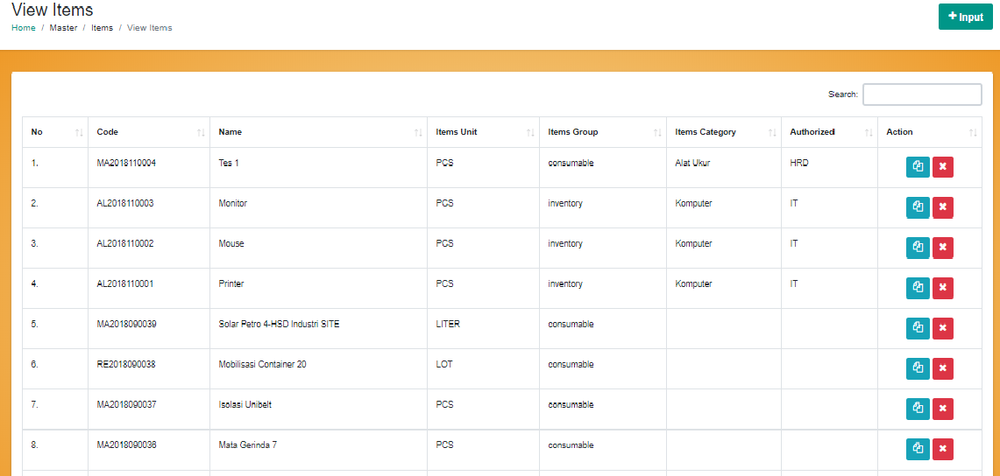 View Items
Home / Master / Items / View Items
+ Input
Search:
No Code Name Items Unit Items Group Items Category Authorized Action
1. MA2018110004 Tes 1 PCS consumable Alat Ukur HRD
2. AL2018110003 Monitor PCS inventory Komputer IT
3. AL2018110002 Mouse PCS inventory Komputer IT
4. AL2018110001 Printer PCS inventory Komputer IT
5. MA2018090039 Solar Petro 4-HSD Industri SITE LITER consumable
6. RE2018090038 Mobilisasi Container 20 LOT consumable
7. MA2018090037 Isolasi Unibelt PCS consumable
8. MA2018090036 Mata Gerinda 7 PCS consumable